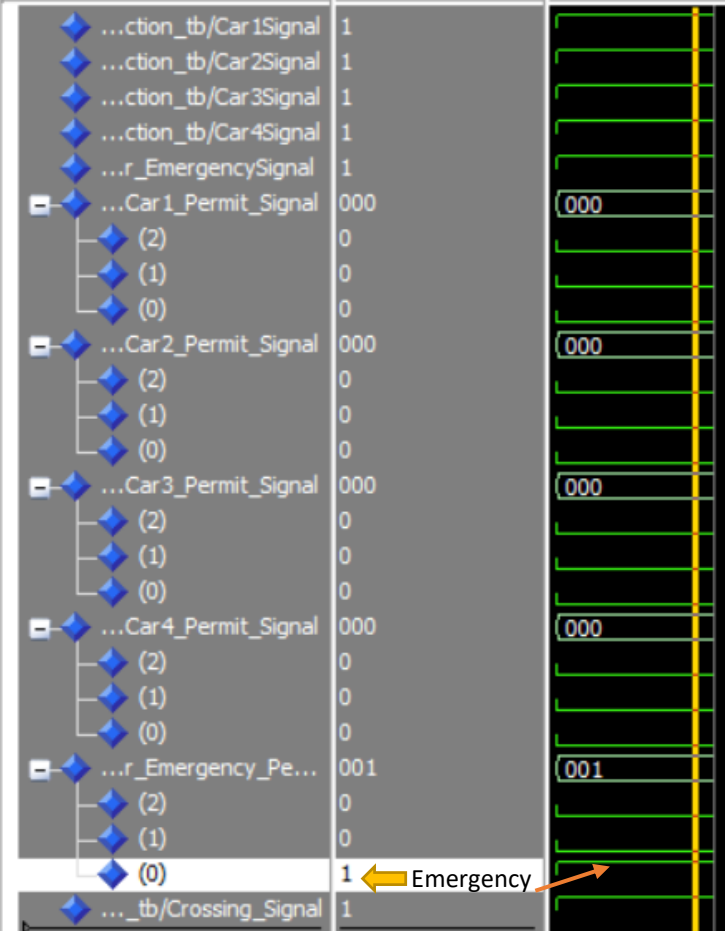 ...ction_tb/Car1Signal 1
...ction_tb/Car2Signal 1
...ction_tb/Car3Signal 1
...ction_tb/Car4Signal 1
...r_EmergencySignal 1
...Car1_Permit_Signal 000 000
(2) 0
(1) 0
(0) 0
...Car2_Permit_Signal 000 000
(2) 0
(1) 0
(0) 0
...Car3_Permit_Signal 000 000
(2) 0
(1) 0
(0) 0
...Car4_Permit_Signal 000 000
(2) 0
(1) 0
(0) 0
...r_Emergency_Pe... 001 001
(2) 0
(1) 0
(0) 1 Emergency
..._tb/Crossing_Signal 1